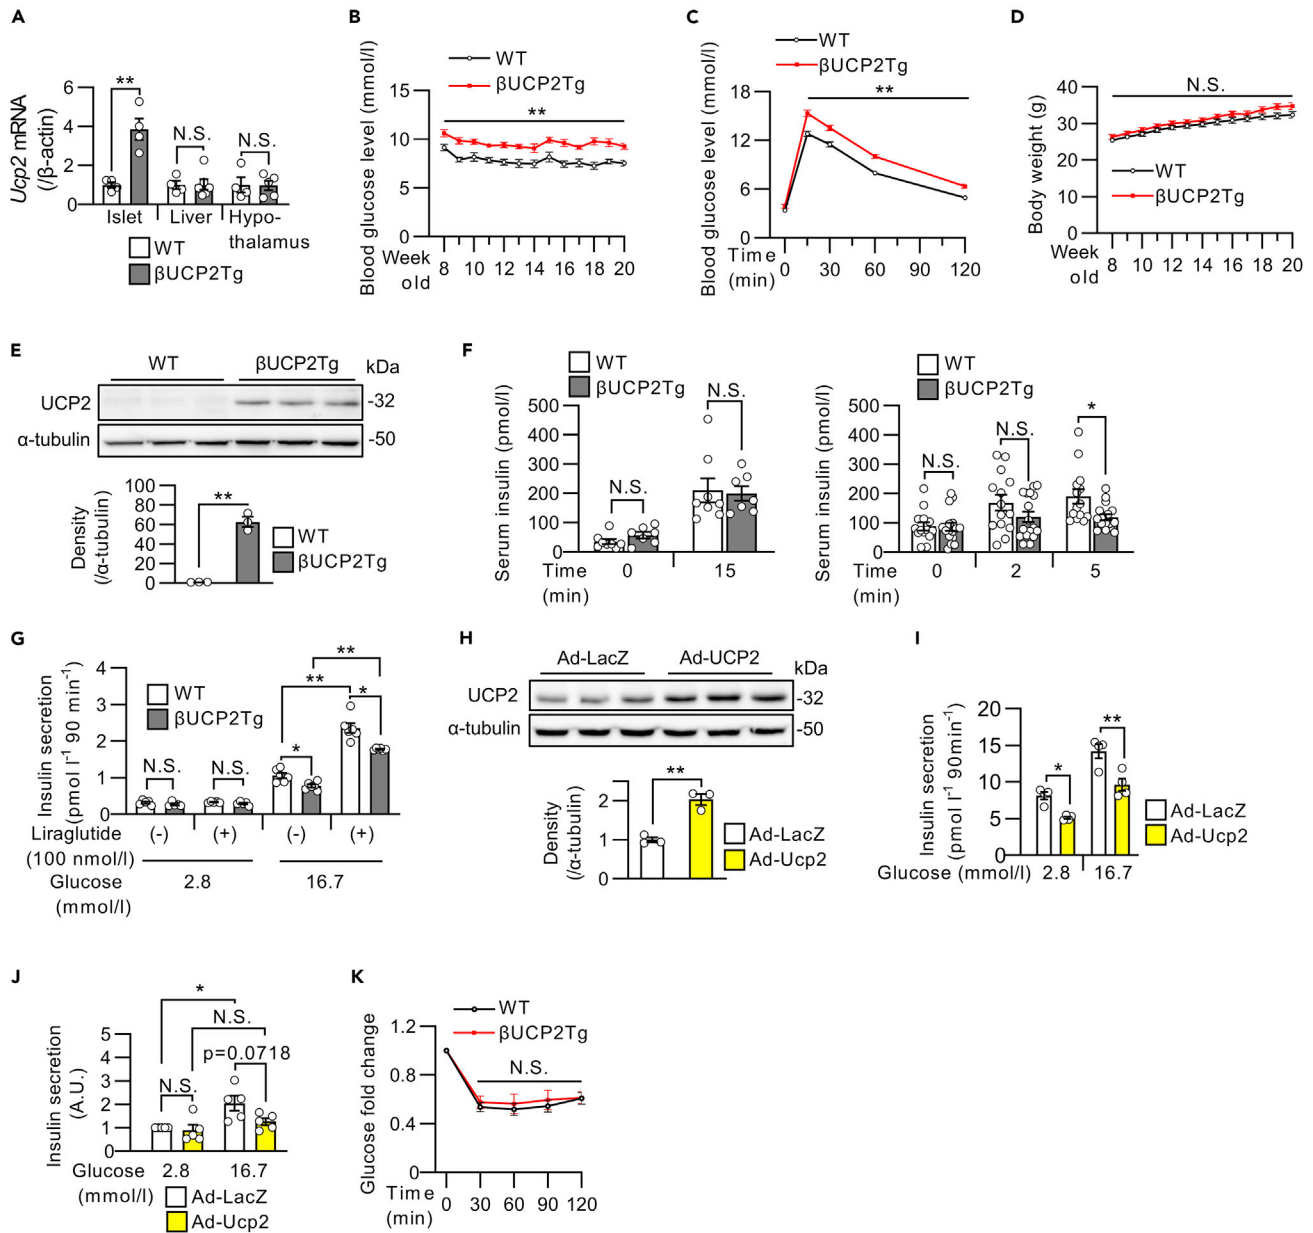 A
Ucp2 mRNA
(/β-actin)
6
4
2
0
**
N.S.
N.S.
Islet
Liver
Hypo-
thalamus
WT
βUCP2Tg
B
WT
βUCP2Tg
Blood glucose level (mmol/l)
15
10
5
0
**
Week
old
8 10 12 14 16 18 20
C
WT
βUCP2Tg
Blood glucose level (mmol/l)
18
12
6
0
**
Time
(min)
0 30 60 120
D
Body weight (g)
40
30
20
10
0
N.S.
WT
βUCP2Tg
Week
old
8 10 12 14 16 18 20
E
WT βUCP2Tg kDa
UCP2 -32
α-tubulin -50
Density
(/α-tubulin)
100
80
60
40
20
0
**
WT
βUCP2Tg
F
WT
βUCP2Tg
Serum insulin (pmol/l)
500
400
300
200
100
0
N.S.
N.S.
Time
(min)
0 15
WT
βUCP2Tg
Serum insulin (pmol/l)
500
400
300
200
100
0
N.S.
N.S.
*
Time
(min)
0 2 5
G
Insulin secretion
(pmol l-1 90 min-1)
4
3
2
1
0
WT
βUCP2Tg
N.S.
N.S.
*
**
*
**
Liraglutide (-) (+) (-) (+)
(100 nmol/l)
Glucose 2.8 16.7
(mmol/l)
H
Ad-LacZ Ad-UCP2 kDa
UCP2 -32
α-tubulin -50
Density
(/α-tubulin)
2
1
0
**
Ad-LacZ
Ad-Ucp2
I
Insulin secretion
(pmol l-1 90min-1)
20
15
10
5
0
*
**
Ad-LacZ
Ad-Ucp2
Glucose (mmol/l) 2.8 16.7
J
Insulin secretion
(A.U.)
5
4
3
2
1
0
*
N.S.
p=0.0718
N.S.
Glucose 2.8 16.7
(mmol/l)
Ad-LacZ
Ad-Ucp2
K
WT
βUCP2Tg
Glucose fold change
1.2
0.8
0.4
0
N.S.
Time
(min)
0 30 60 90 120